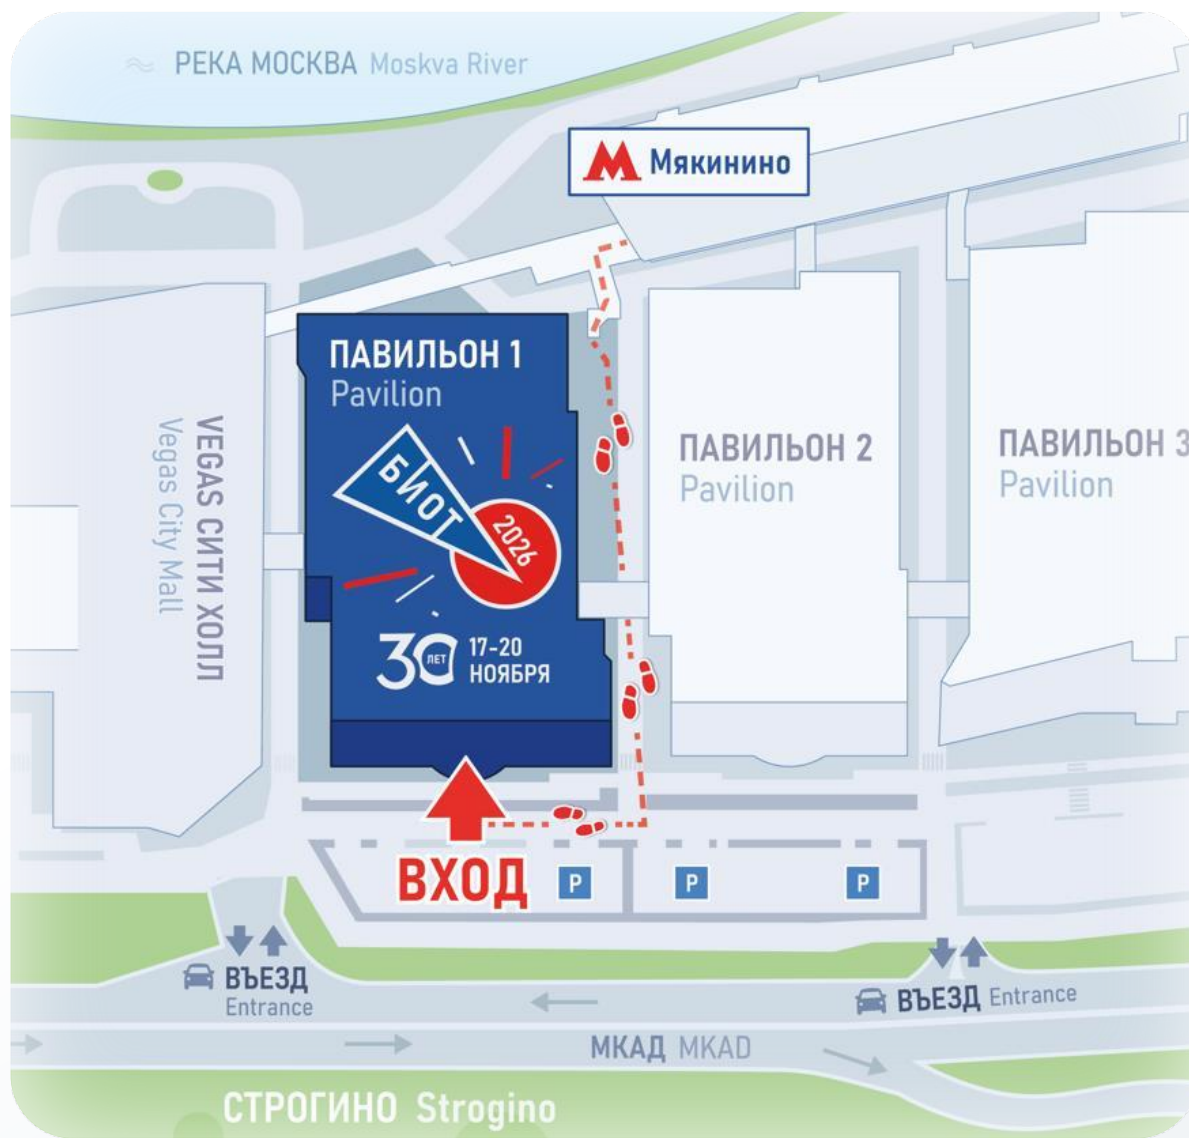 РЕКА МОСКВА Moskva River
М Мякинино
ПАВИЛЬОН 1
Pavilion
БИОТ
2026
30 ЛЕТ
17-20
НОЯБРЯ
VEGAS СИТИ ХОЛЛ
Vegas City Mall
ПАВИЛЬОН 2
Pavilion
ПАВИЛЬОН 3
Pavilion
ВХОД
P
P
P
ВЪЕЗД
Entrance
ВЪЕЗД Entrance
МКАД MKAD
СТРОГИНО Strogino